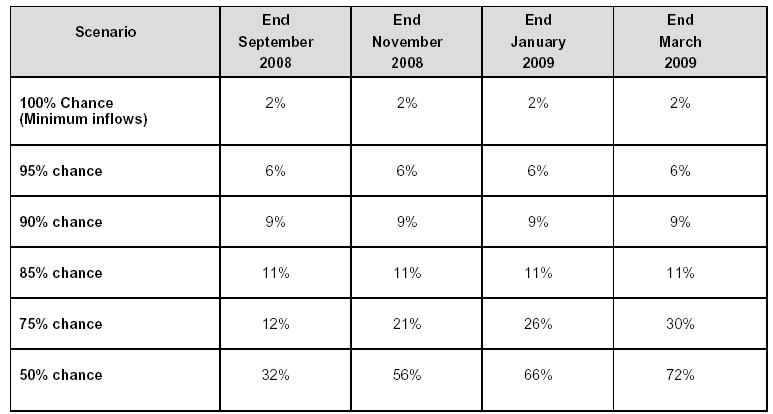 Scenario
End September 2008
End November 2008
End January 2009
End March 2009
100% Chance (Minimum inflows)
2%
2%
2%
2%
95% chance
6%
6%
6%
6%
90% chance
9%
9%
9%
9%
85% chance
11%
11%
11%
11%
75% chance
12%
21%
26%
30%
50% chance
32%
56%
66%
72%